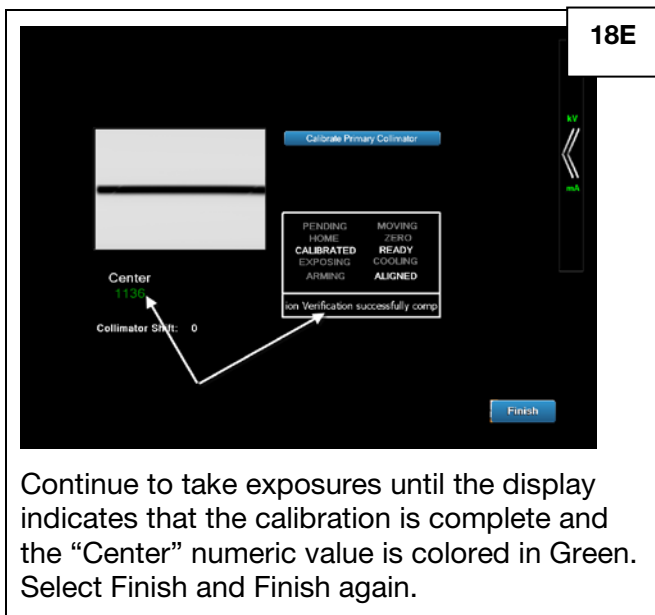 18E
kV
mA
Calibrate Primary Collimator
PENDING MOVING
HOME ZERO
CALIBRATED READY
EXPOSING COOLING
ARMING ALIGNED
ion Verification successfully comp
Center
1136
Collimator Shift: 0
Finish
Continue to take exposures until the display
indicates that the calibration is complete and
the “Center” numeric value is colored in Green.
Select Finish and Finish again.